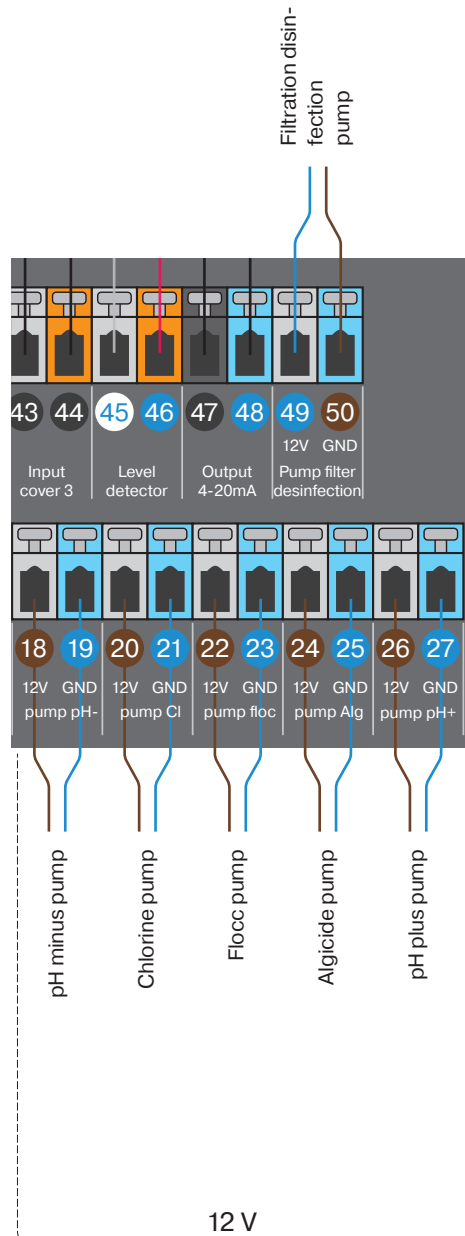 Filtration disin-
fection
pump
43 44 45 46 47 48 49 50
12V GND
Input
cover 3
Level
detector
Output
4-20mA
Pump filter
desinfection
18 19 20 21 22 23 24 25 26 27
12V GND 12V GND 12V GND 12V GND 12V GND
pump pH- pump Cl pump floc pump Alg pump pH+
pH minus pump
Chlorine pump
Flocc pump
Algicide pump
pH plus pump
12 V